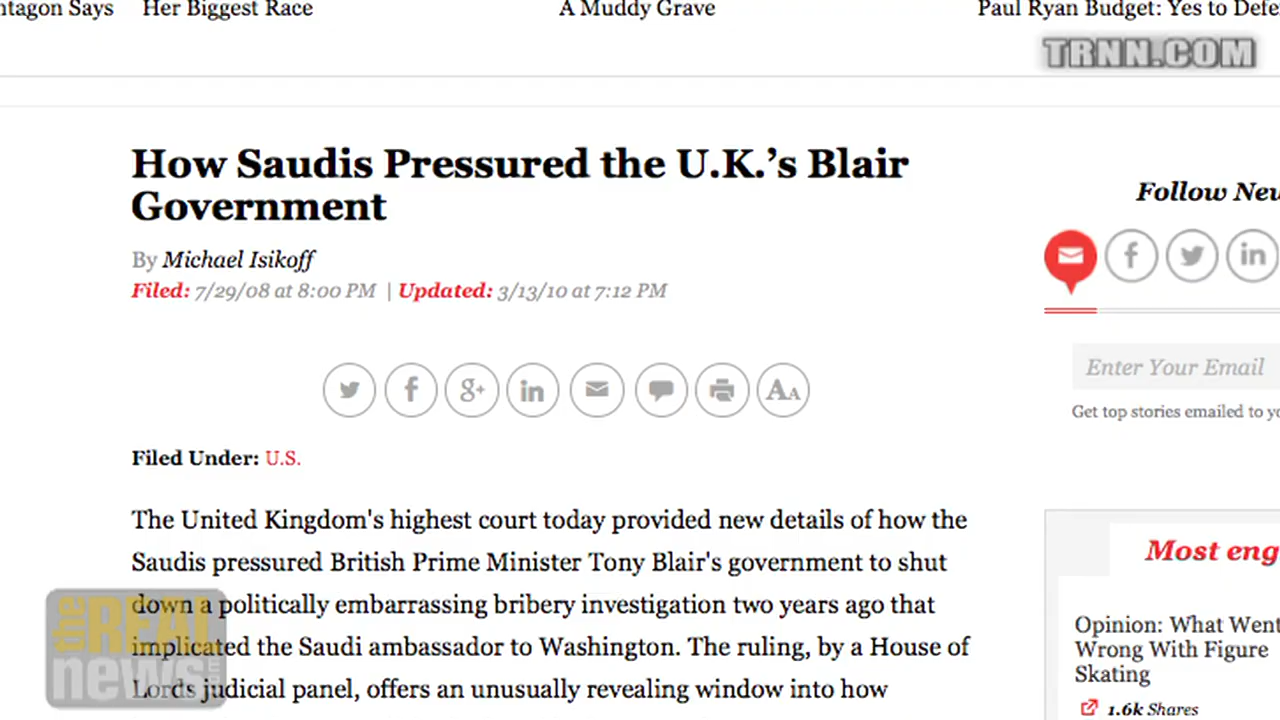 ntagon Says Her Biggest Race A Muddy Grave Paul Ryan Budget: Yes to Defe
TRNN.COM
How Saudis Pressured the U.K.'s Blair
Government
Follow New
By Michael Isikoff
Filed: 7/29/08 at 8:00 PM | Updated: 3/13/10 at 7:12 PM
Enter Your Email
Get top stories emailed to yo
Filed Under: U.S.
The United Kingdom's highest court today provided new details of how the
Saudis pressured British Prime Minister Tony Blair's government to shut
down a politically embarrassing bribery investigation two years ago that
implicated the Saudi ambassador to Washington. The ruling, by a House of
Lords judicial panel, offers an unusually revealing window into how
Most eng
Opinion: What Went
Wrong With Figure
Skating
1.6k Shares
the REAL
news.com